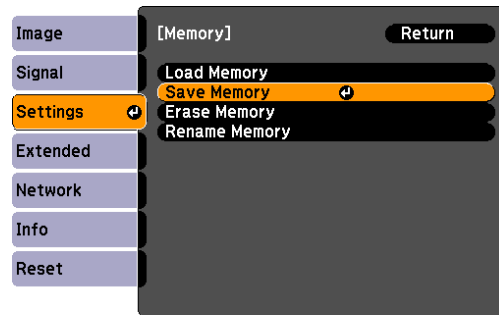 Image
Signal
Settings
Extended
Network
Info
Reset
[Memory]
Return
Load Memory
Save Memory
Erase Memory
Rename Memory